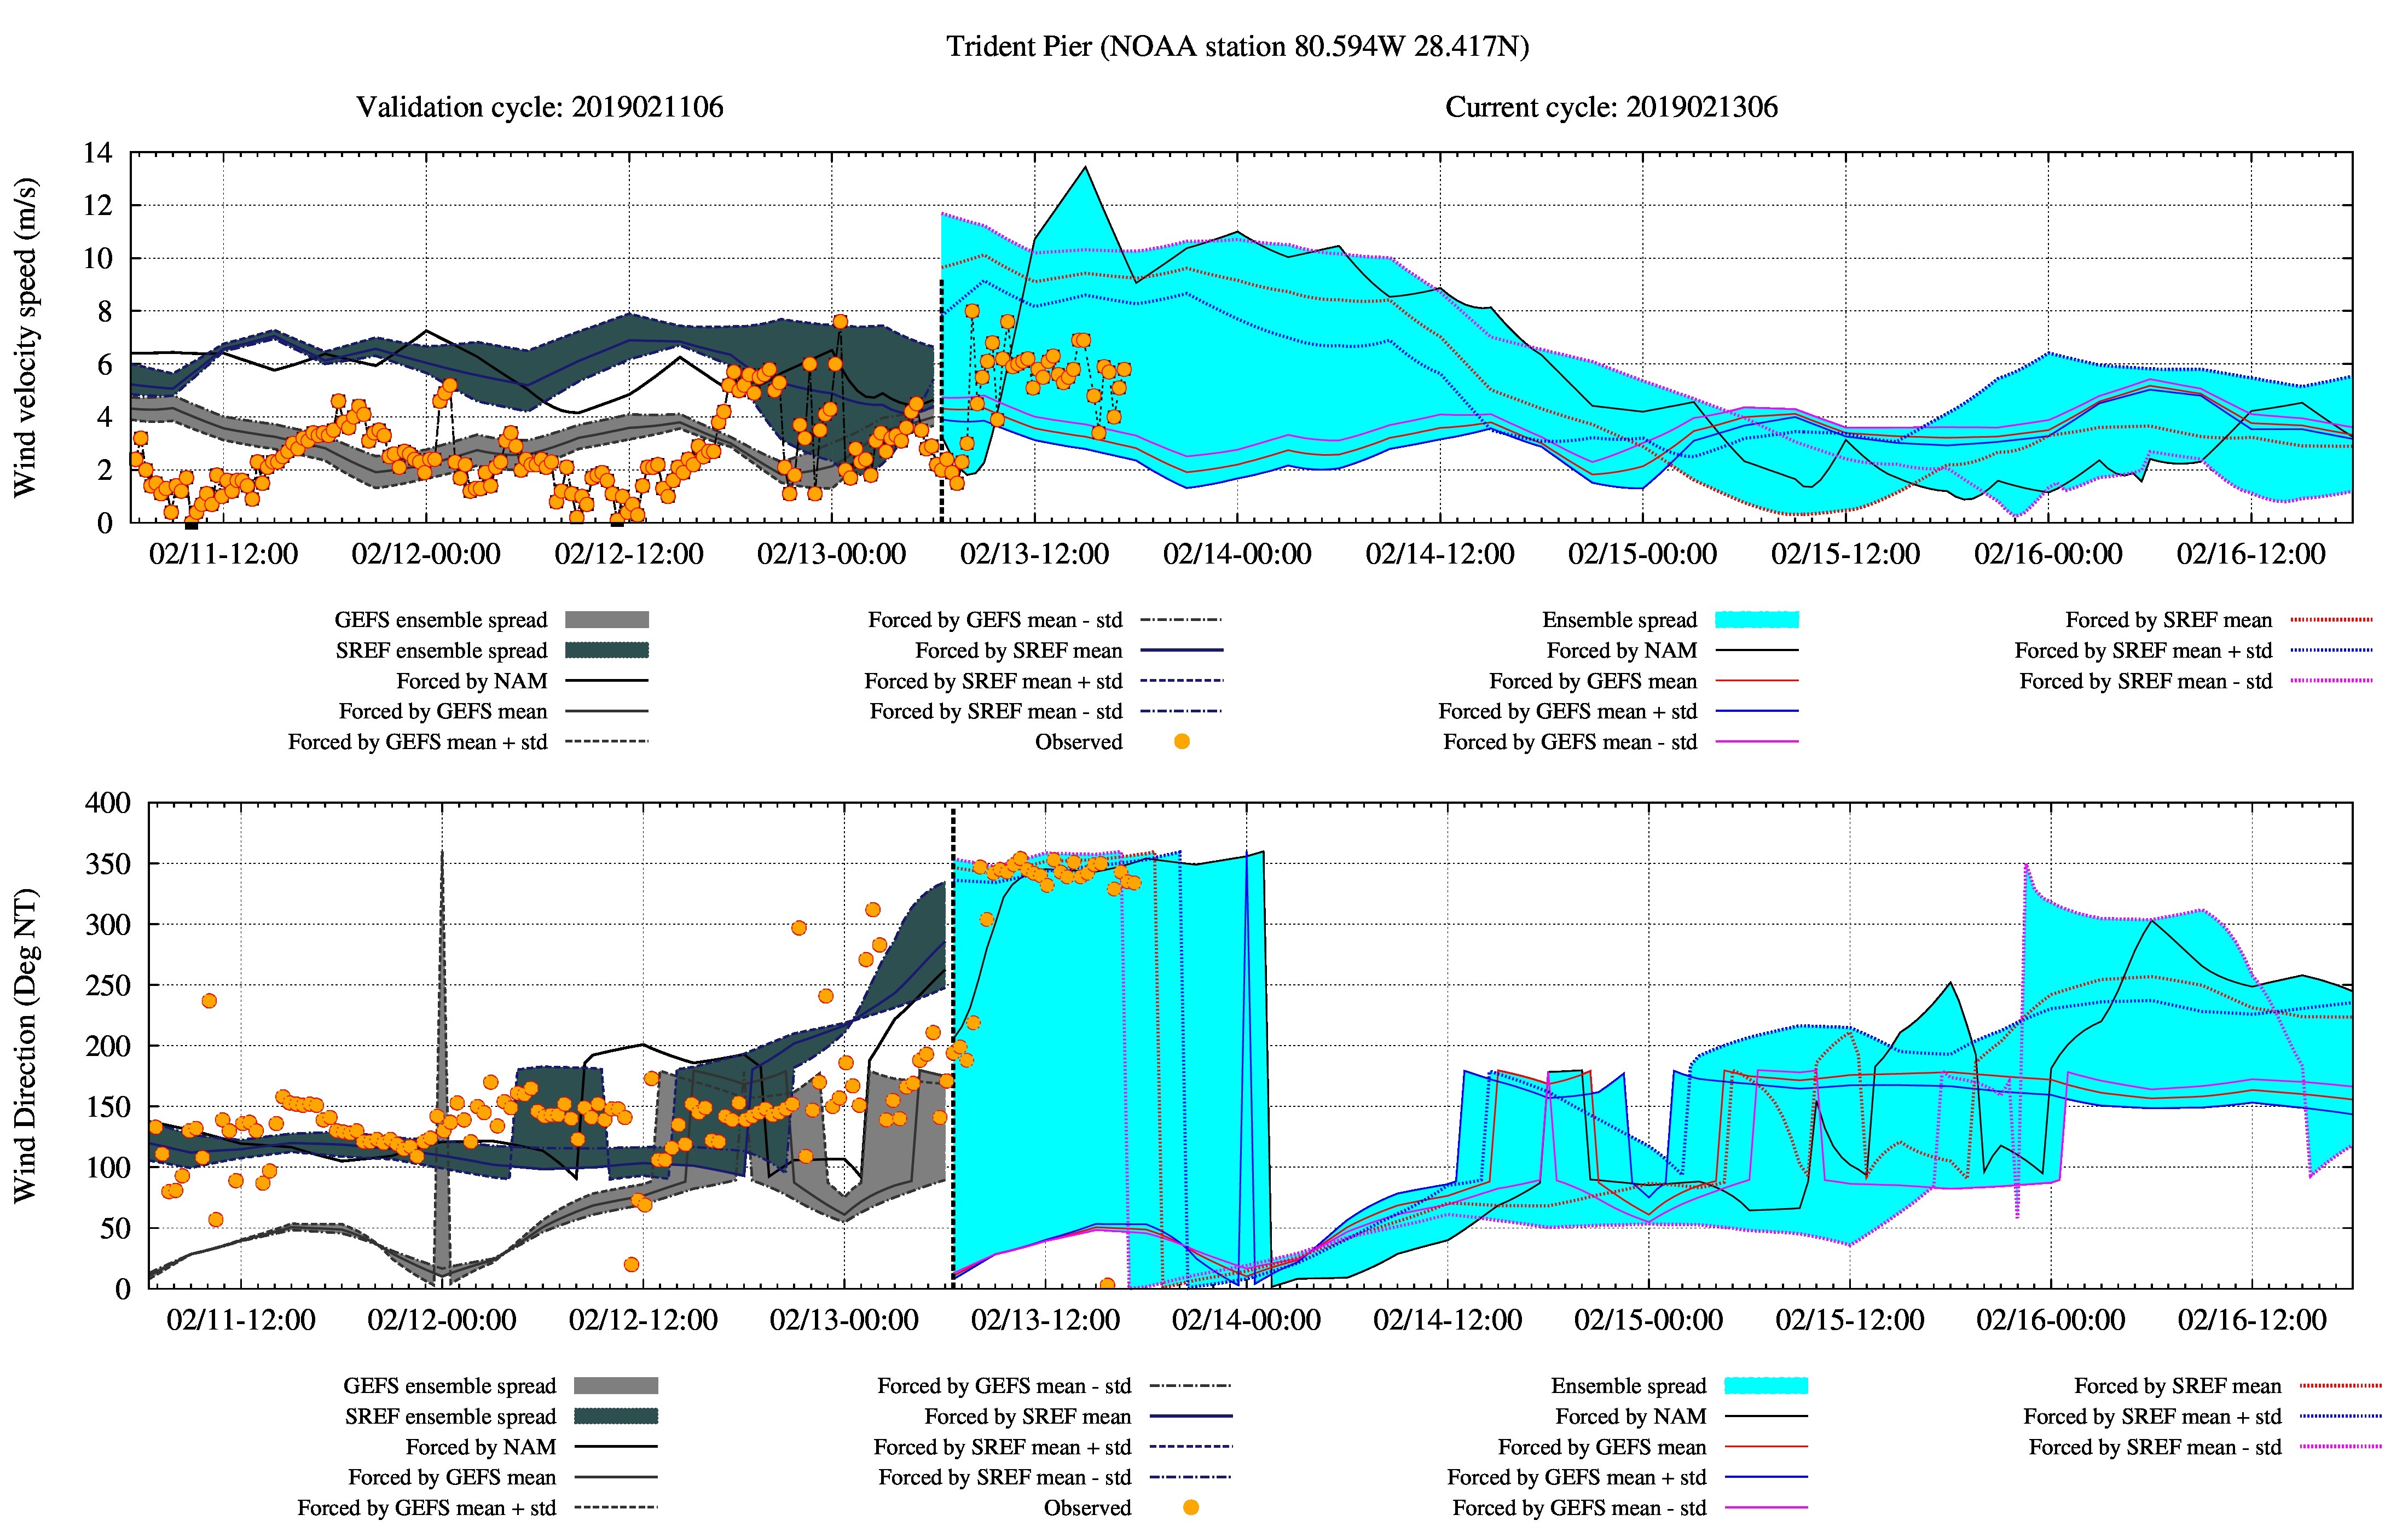 Trident Pier (NOAA station 80.594W 28.417N)
Validation cycle: 2019021106
Current cycle: 2019021306
Wind velocity speed (m/s)
14
12
10
8
6
4
2
0
02/11-12:00 02/12-00:00 02/12-12:00 02/13-00:00 02/13-12:00 02/14-00:00 02/14-12:00 02/15-00:00 02/15-12:00 02/16-00:00 02/16-12:00
GEFS ensemble spread
SREF ensemble spread
Forced by NAM
Forced by GEFS mean
Forced by GEFS mean + std
Forced by GEFS mean - std
Forced by SREF mean
Forced by SREF mean + std
Forced by SREF mean - std
Observed
Ensemble spread
Forced by NAM
Forced by GEFS mean
Forced by GEFS mean + std
Forced by GEFS mean - std
Forced by SREF mean
Forced by SREF mean + std
Forced by SREF mean - std
Wind Direction (Deg NT)
400
350
300
250
200
150
100
50
0
02/11-12:00 02/12-00:00 02/12-12:00 02/13-00:00 02/13-12:00 02/14-00:00 02/14-12:00 02/15-00:00 02/15-12:00 02/16-00:00 02/16-12:00
GEFS ensemble spread
SREF ensemble spread
Forced by NAM
Forced by GEFS mean
Forced by GEFS mean + std
Forced by GEFS mean - std
Forced by SREF mean
Forced by SREF mean + std
Forced by SREF mean - std
Observed
Ensemble spread
Forced by NAM
Forced by GEFS mean
Forced by GEFS mean + std
Forced by GEFS mean - std
Forced by SREF mean
Forced by SREF mean + std
Forced by SREF mean - std